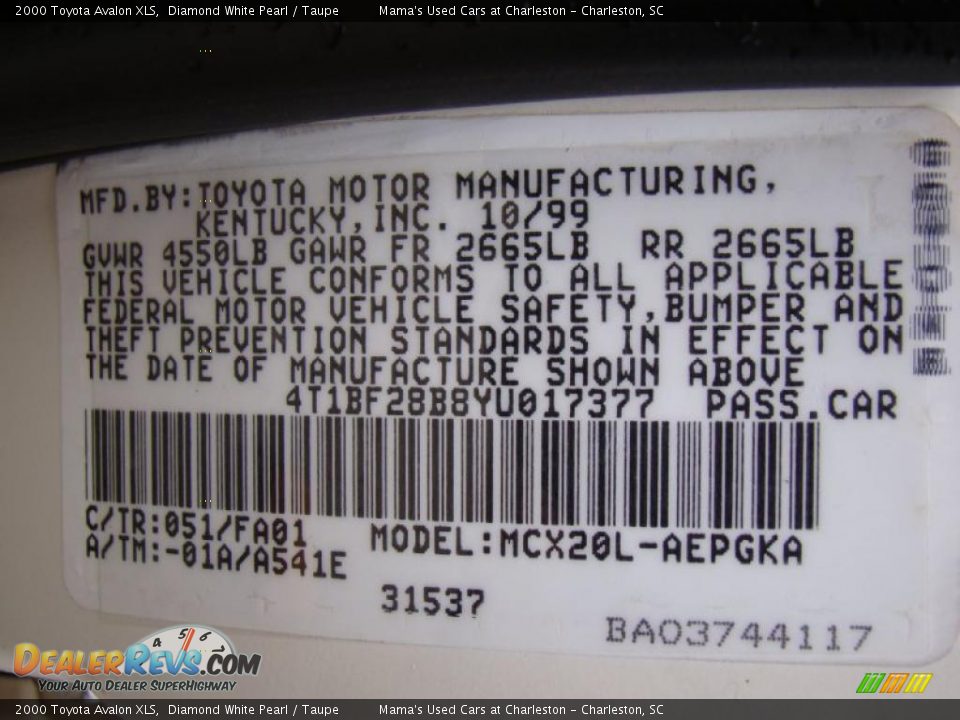 2000 Toyota Avalon XLS, Diamond White Pearl / Taupe Mama's Used Cars at Charleston - Charleston, SC
MFD.BY:TOYOTA MOTOR MANUFACTURING,
KENTUCKY,INC. 10/99
GVWR 4550LB GAWR FR 2665LB RR 2665LB
THIS VEHICLE CONFORMS TO ALL APPLICABLE
FEDERAL MOTOR VEHICLE SAFETY,BUMPER AND
THEFT PREVENTION STANDARDS IN EFFECT ON
THE DATE OF MANUFACTURE SHOWN ABOVE
4T1BF28B8YU017377 PASS.CAR
C/TR:051/FA01 MODEL:MCX20L-AEPGKA
A/TM:-01A/A541E
31537
BA03744117
4 5 6 7
DEALERREVS.COM
YOUR AUTO DEALER SUPERHIGHWAY
2000 Toyota Avalon XLS, Diamond White Pearl / Taupe Mama's Used Cars at Charleston - Charleston, SC